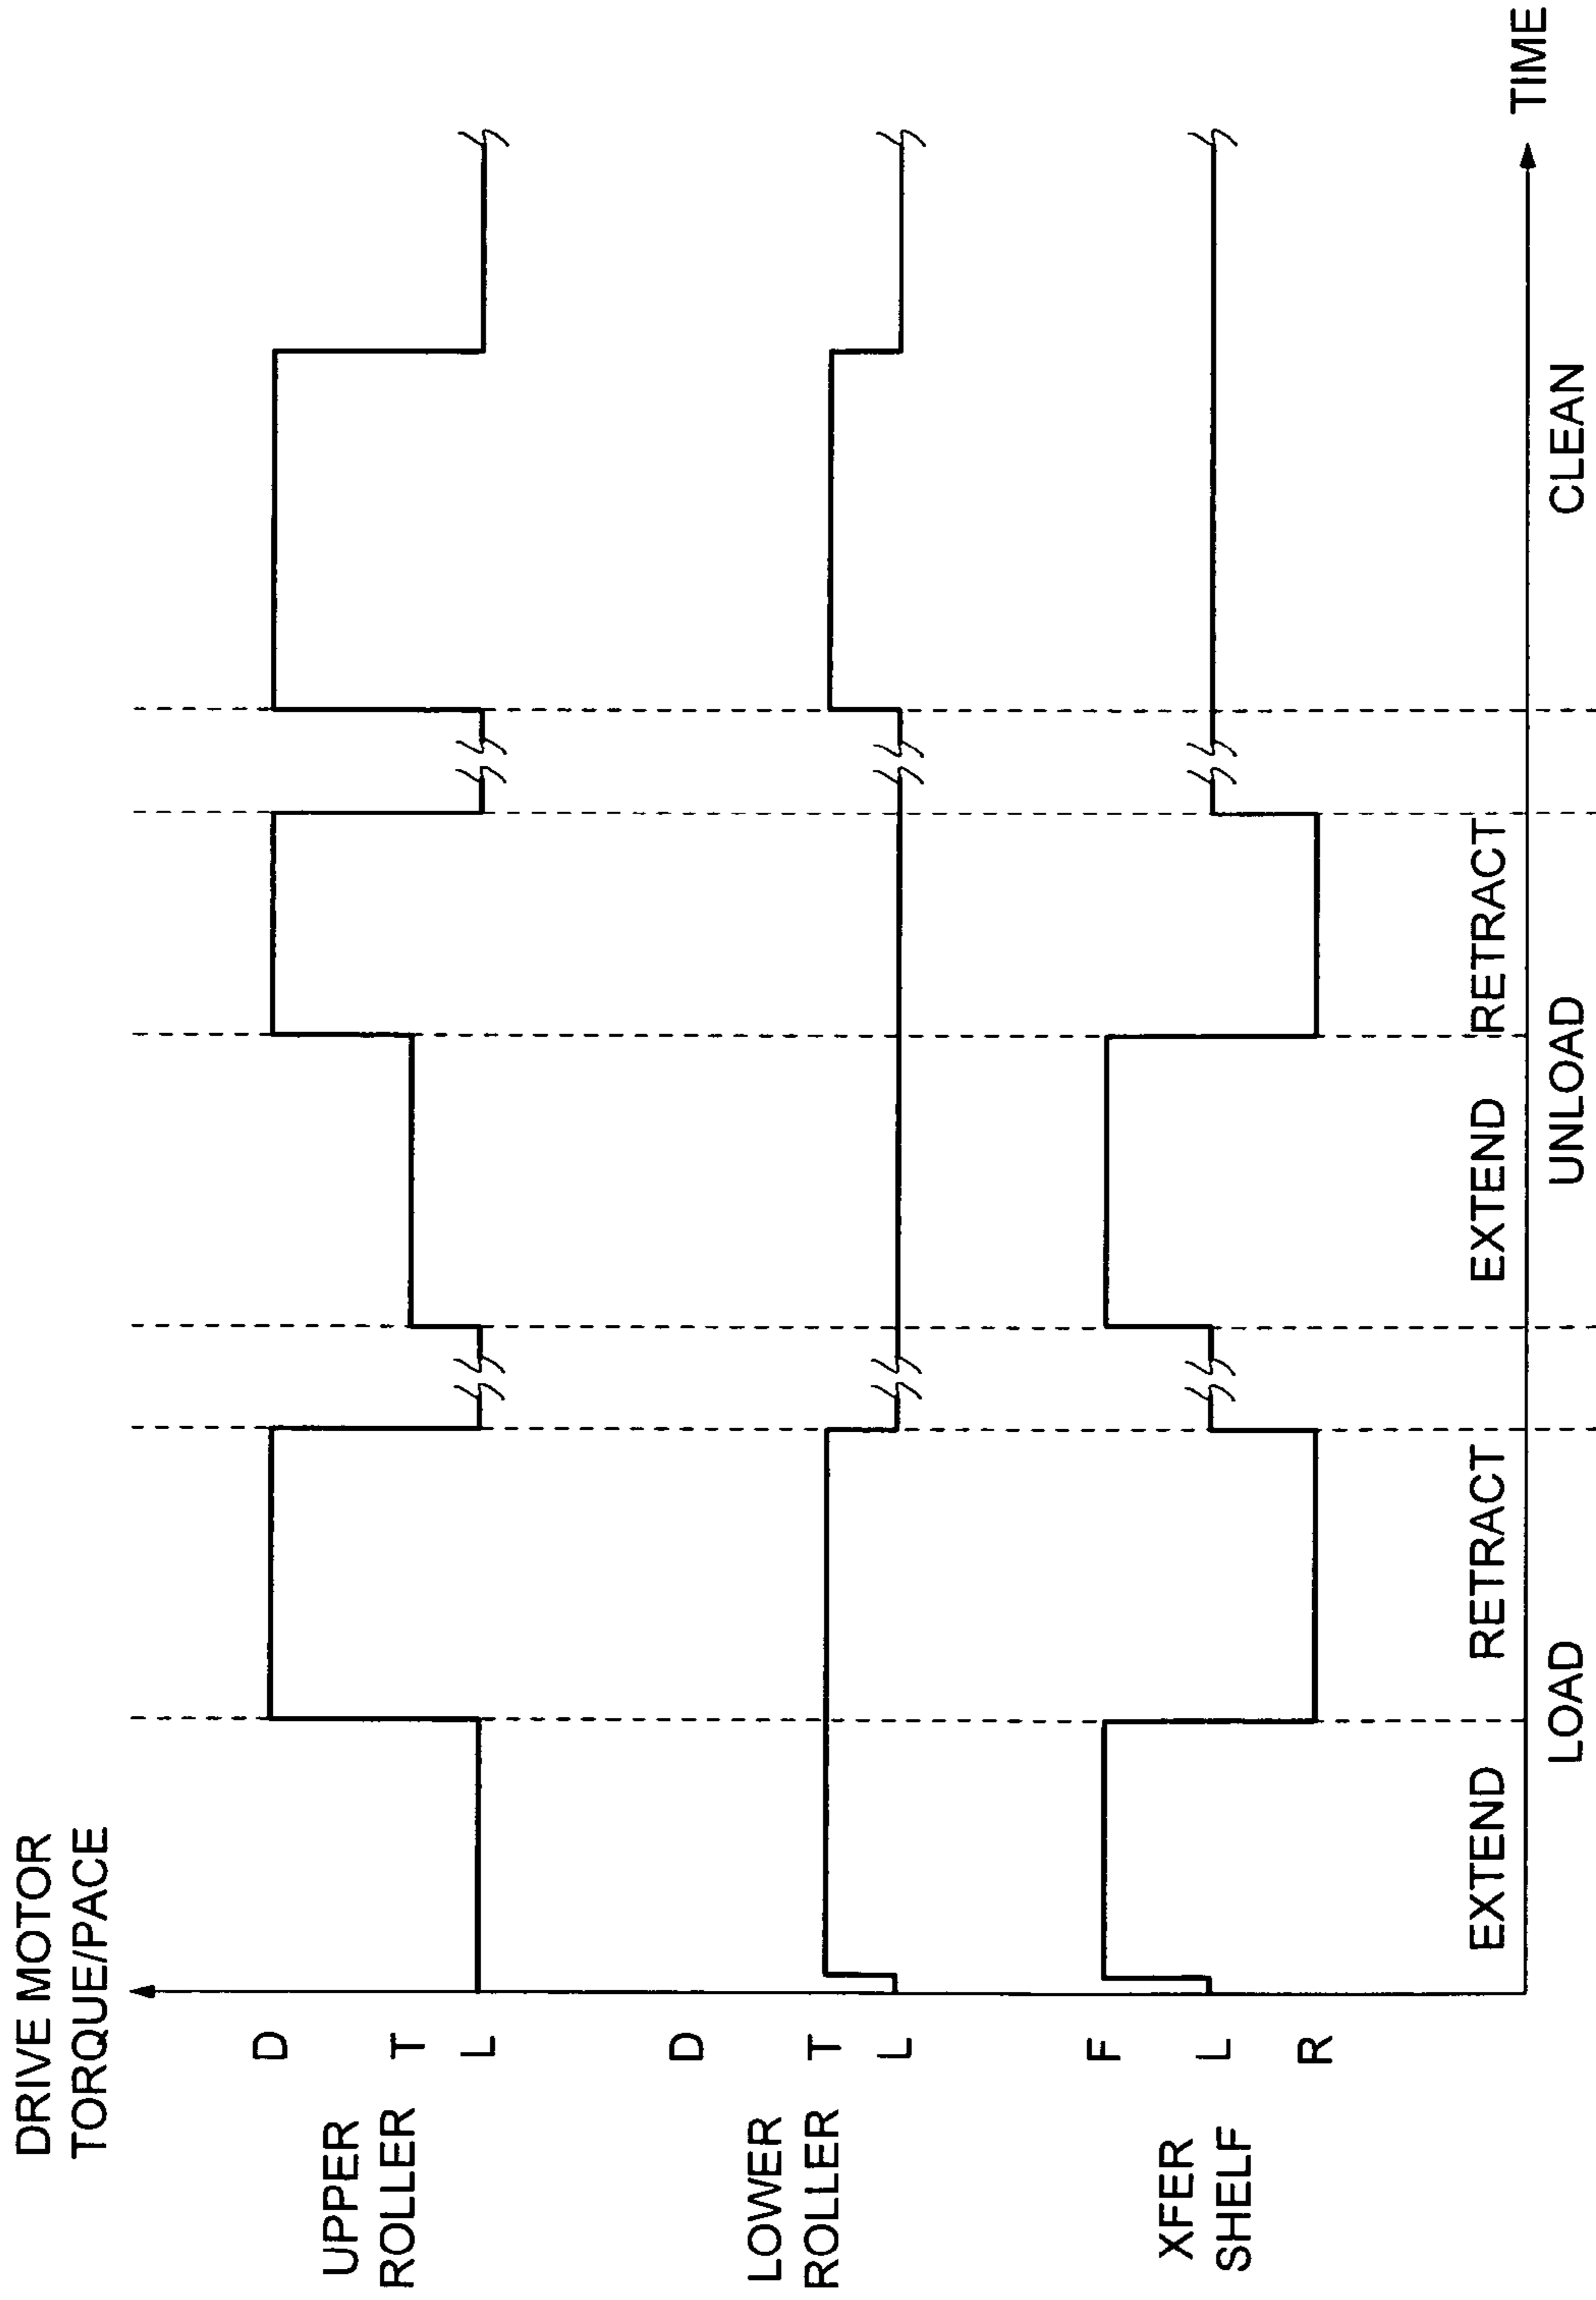 DRIVE MOTOR
TORQUE/PACE
UPPER
ROLLER
D
T
L
LOWER
ROLLER
D
T
L
XFER
SHELF
F
L
R
EXTEND
RETRACT
EXTEND
RETRACT
LOAD
UNLOAD
CLEAN
TIME